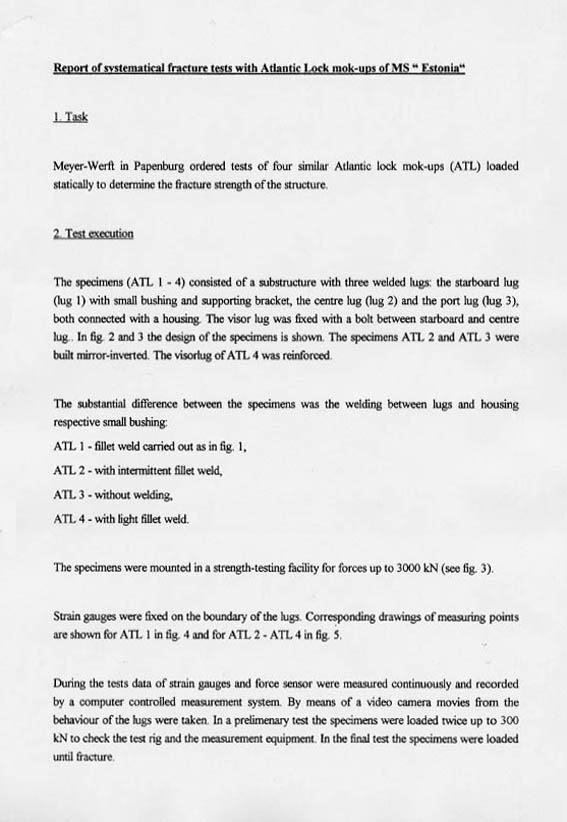 Report of systematical fracture tests with Atlantic Lock mok-ups of MS “ Estonia“
1. Task
Meyer-Werft in Papenburg ordered tests of four similar Atlantic lock mok-ups (ATL) loaded
statically to determine the fracture strength of the structure.
2. Test execution
The specimens (ATL 1 - 4) consisted of a substructure with three welded lugs: the starboard lug
(lug 1) with small bushing and supporting bracket, the centre lug (lug 2) and the port lug (lug 3),
both connected with a housing. The visor lug was fixed with a bolt between starboard and centre
lug.. In fig. 2 and 3 the design of the specimens is shown. The specimens ATL 2 and ATL 3 were
built mirror-inverted. The visorlug of ATL 4 was reinforced.
The substantial difference between the specimens was the welding between lugs and housing
respective small bushing:
ATL 1 - fillet weld carried out as in fig. 1,
ATL 2 - with intermittent fillet weld,
ATL 3 - without welding,
ATL 4 - with light fillet weld.
The specimens were mounted in a strength-testing facility for forces up to 3000 kN (see fig. 3).
Strain gauges were fixed on the boundary of the lugs. Corresponding drawings of measuring points
are shown for ATL 1 in fig. 4 and for ATL 2 - ATL 4 in fig. 5.
During the tests data of strain gauges and force sensor were measured continuously and recorded
by a computer controlled measurement system. By means of a video camera movies from the
behaviour of the lugs were taken. In a prelimenary test the specimens were loaded twice up to 300
kN to check the test rig and the measurement equipment. In the final test the specimens were loaded
until fracture.